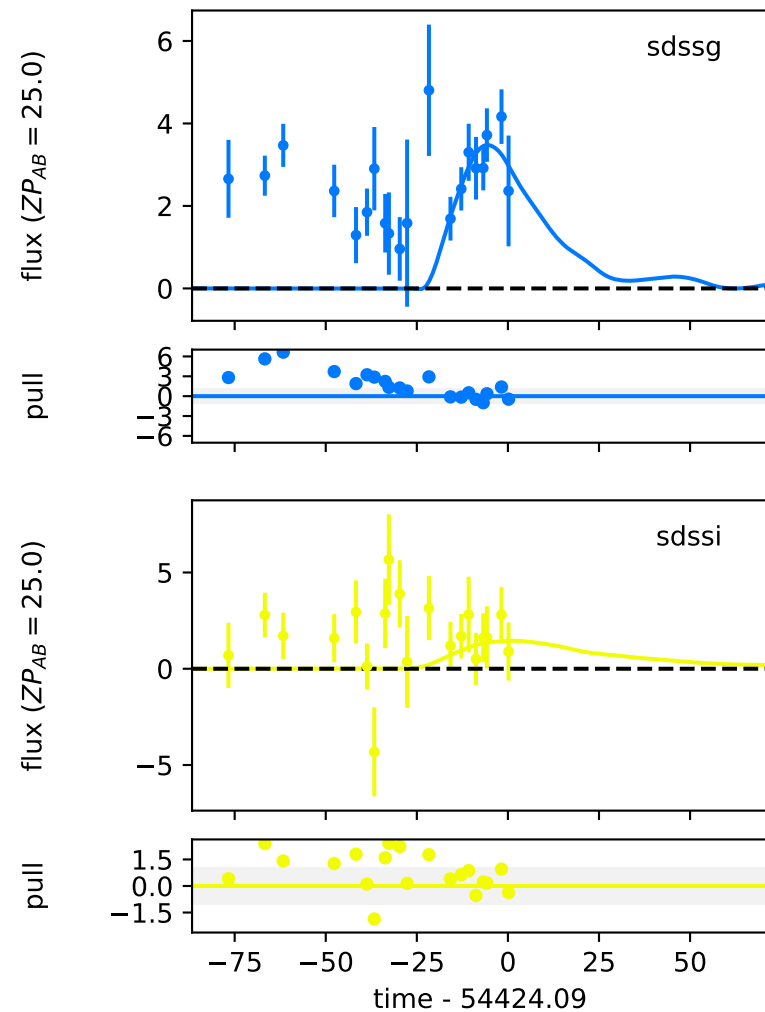 sdssg
flux (ZP_AB = 25.0)
6
4
2
0
pull
6
3
0
−3
−6
sdssi
flux (ZP_AB = 25.0)
5
0
−5
pull
1.5
0.0
−1.5
−75 −50 −25 0 25 50
time - 54424.09